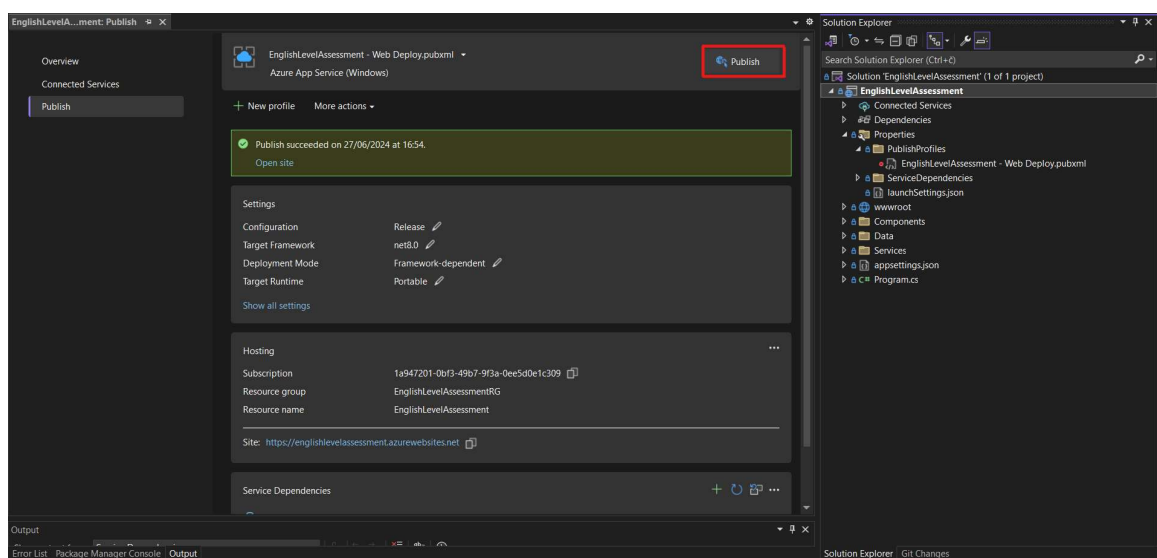 EnglishLevelA...ment: Publish
Overview
Connected Services
Publish
EnglishLevelAssessment - Web Deploy.pubxml
Azure App Service (Windows)
Publish
New profile More actions
Publish succeeded on 27/06/2024 at 16:54.
Open site
Settings
Configuration Release
Target Framework net8.0
Deployment Mode Framework-dependent
Target Runtime Portable
Show all settings
Hosting
Subscription 1a947201-0bf3-49b7-9f3a-0ee5d0e1c309
Resource group EnglishLevelAssessmentRG
Resource name EnglishLevelAssessment
Site: https://englishlevelassessment.azurewebsites.net
Service Dependencies
Output
Error List Package Manager Console Output
Solution Explorer
Search Solution Explorer (Ctrl+č)
Solution 'EnglishLevelAssessment' (1 of 1 project)
EnglishLevelAssessment
Connected Services
Dependencies
Properties
PublishProfiles
EnglishLevelAssessment - Web Deploy.pubxml
ServiceDependencies
launchSettings.json
wwwroot
Components
Data
Services
appsettings.json
C# Program.cs
Solution Explorer Git Changes